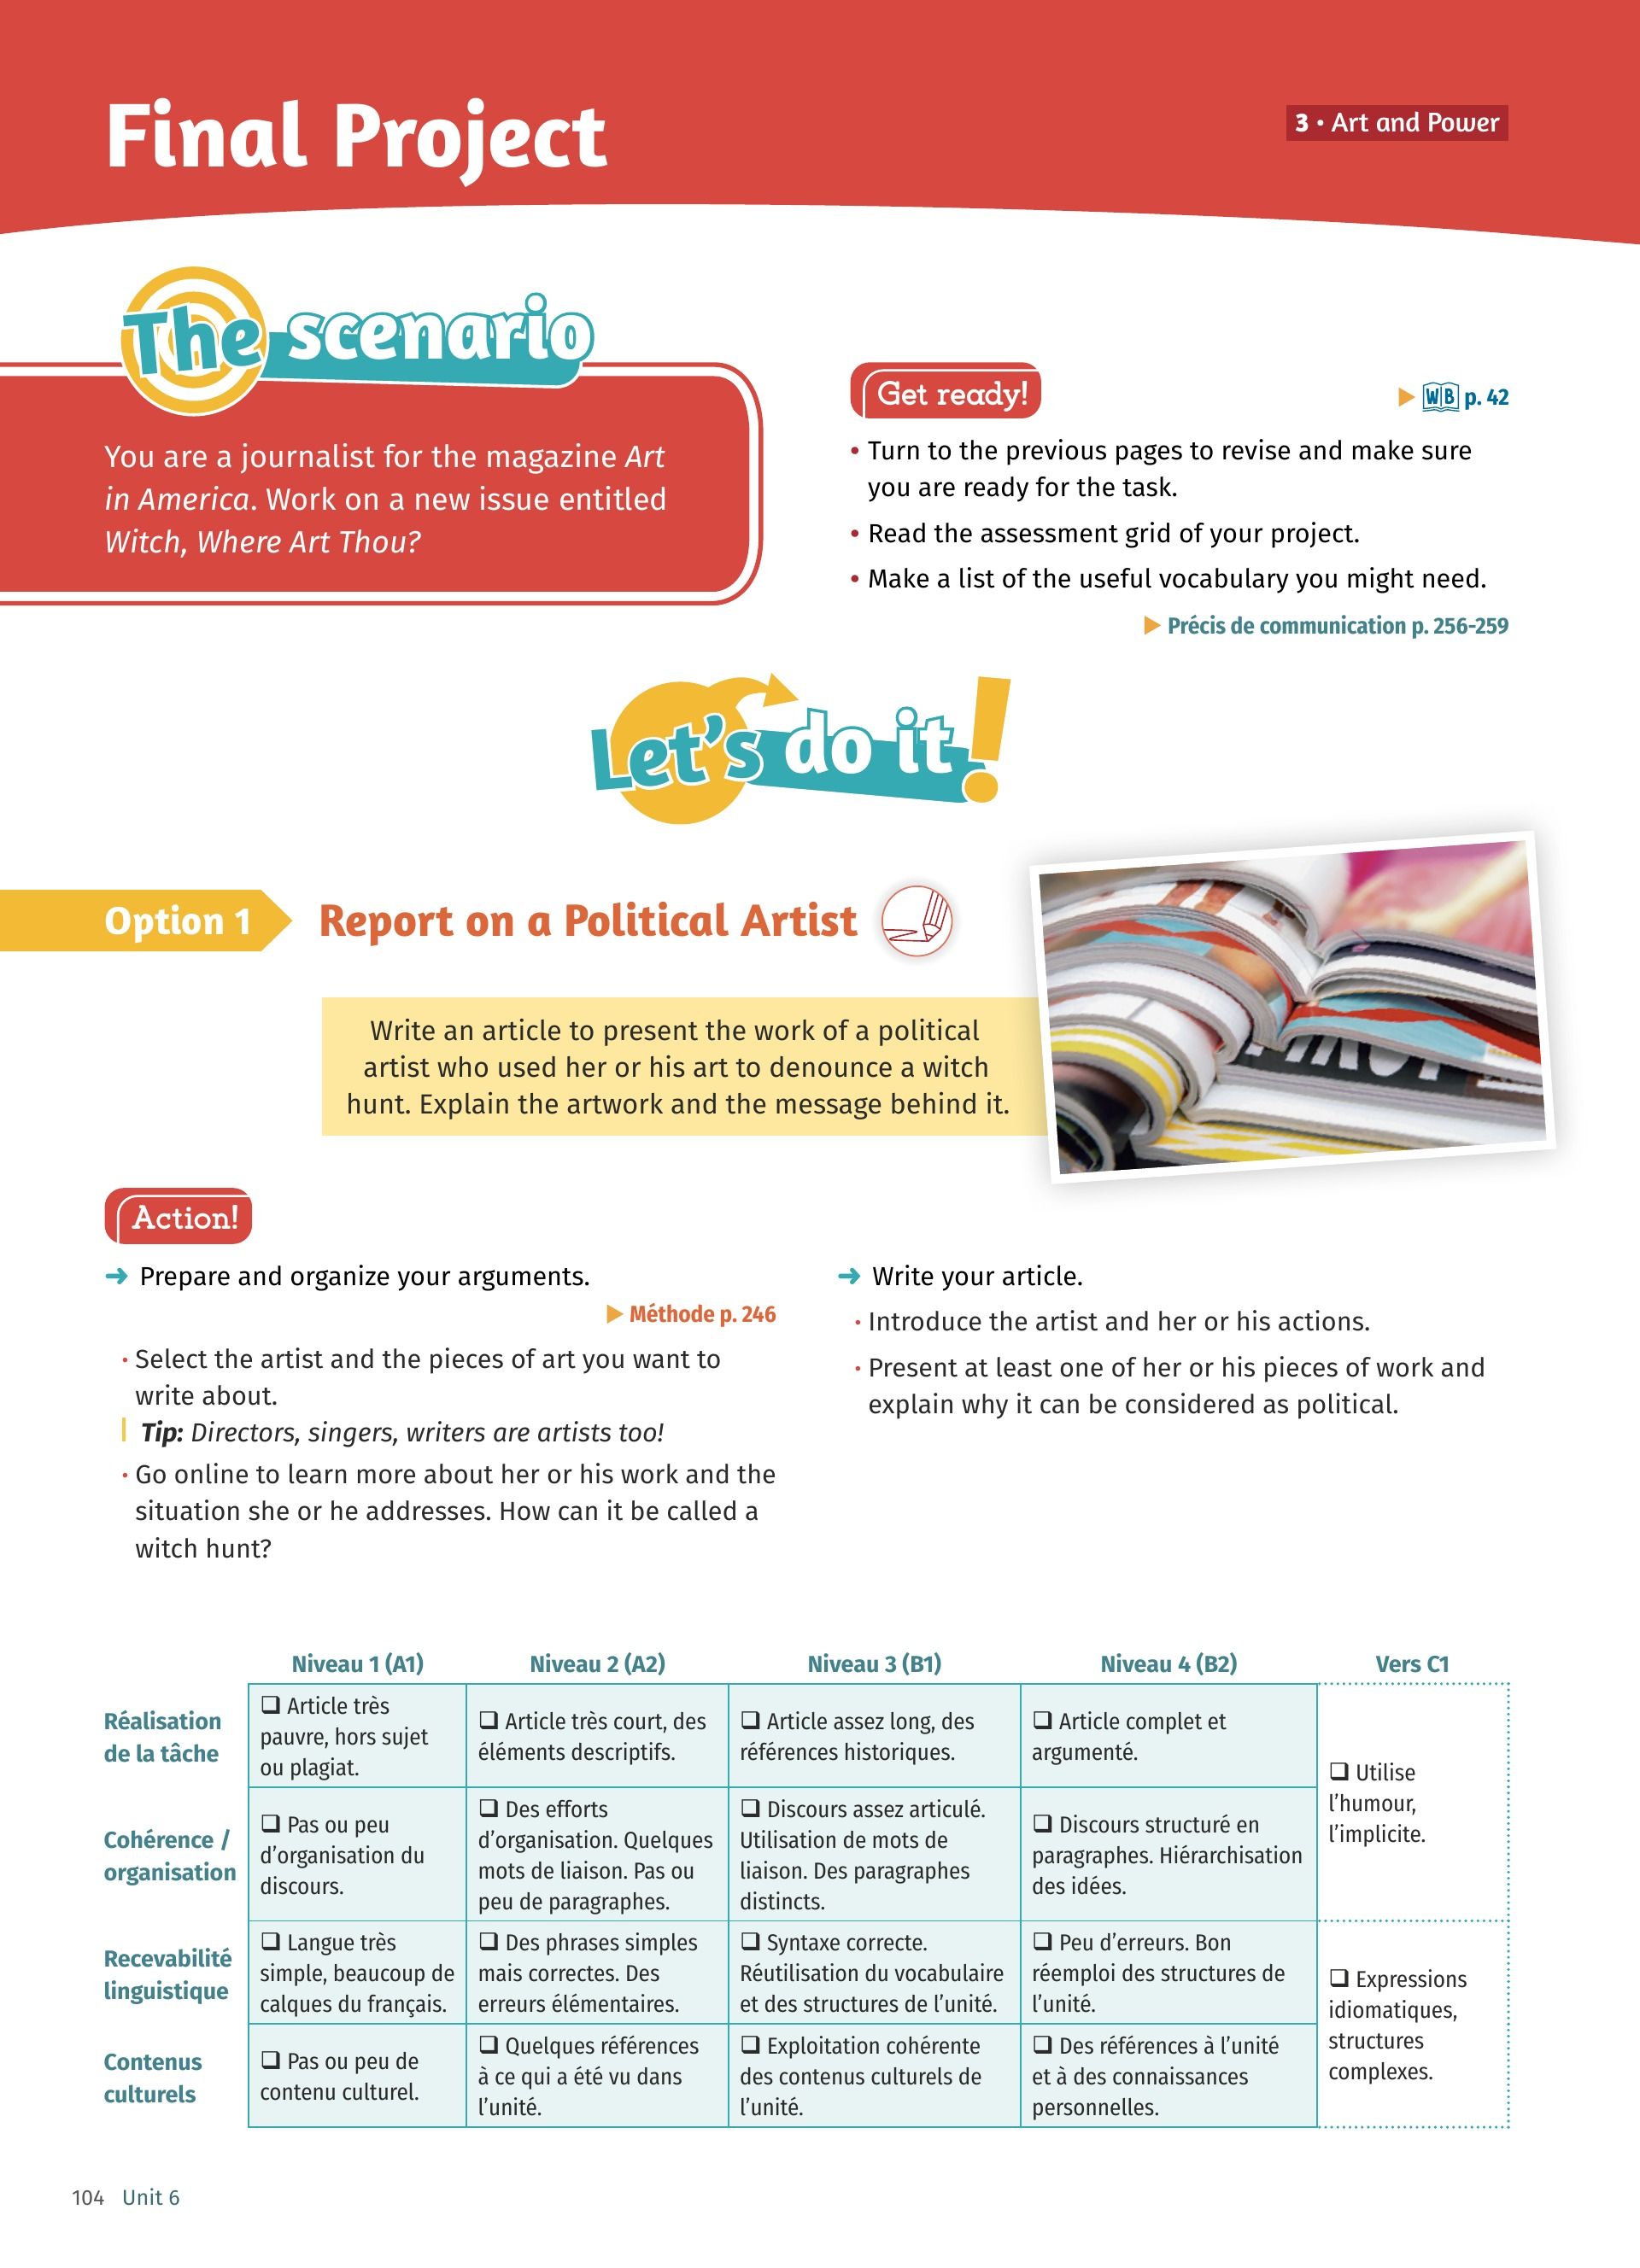 Final Project
3 • Art and Power
The scenario
You are a journalist for the magazine Art
in America. Work on a new issue entitled
Witch, Where Art Thou?
Get ready!
WB p. 42
• Turn to the previous pages to revise and make sure
you are ready for the task.
• Read the assessment grid of your project.
• Make a list of the useful vocabulary you might need.
Précis de communication p. 256-259
Let's do it!
Option 1
Report on a Political Artist
Write an article to present the work of a political
artist who used her or his art to denounce a witch
hunt. Explain the artwork and the message behind it.
Action!
➜ Prepare and organize your arguments.
Méthode p. 246
• Select the artist and the pieces of art you want to
write about.
Tip: Directors, singers, writers are artists too!
• Go online to learn more about her or his work and the
situation she or he addresses. How can it be called a
witch hunt?
➜ Write your article.
• Introduce the artist and her or his actions.
• Present at least one of her or his pieces of work and
explain why it can be considered as political.
Niveau 1 (A1)
Niveau 2 (A2)
Niveau 3 (B1)
Niveau 4 (B2)
Vers C1
Réalisation
de la tâche
❑ Article très
pauvre, hors sujet
ou plagiat.
❑ Article très court, des
éléments descriptifs.
❑ Article assez long, des
références historiques.
❑ Article complet et
argumenté.
❑ Utilise
l'humour,
l'implicite.
Cohérence /
organisation
❑ Pas ou peu
d'organisation du
discours.
❑ Des efforts
d'organisation. Quelques
mots de liaison. Pas ou
peu de paragraphes.
❑ Discours assez articulé.
Utilisation de mots de
liaison. Des paragraphes
distincts.
❑ Discours structuré en
paragraphes. Hiérarchisation
des idées.
Recevabilité
linguistique
❑ Langue très
simple, beaucoup de
calques du français.
❑ Des phrases simples
mais correctes. Des
erreurs élémentaires.
❑ Syntaxe correcte.
Réutilisation du vocabulaire
et des structures de l'unité.
❑ Peu d'erreurs. Bon
réemploi des structures de
l'unité.
❑ Expressions
idiomatiques,
structures
complexes.
Contenus
culturels
❑ Pas ou peu de
contenu culturel.
❑ Quelques références
à ce qui a été vu dans
l'unité.
❑ Exploitation cohérente
des contenus culturels de
l'unité.
❑ Des références à l'unité
et à des connaissances
personnelles.
104 Unit 6